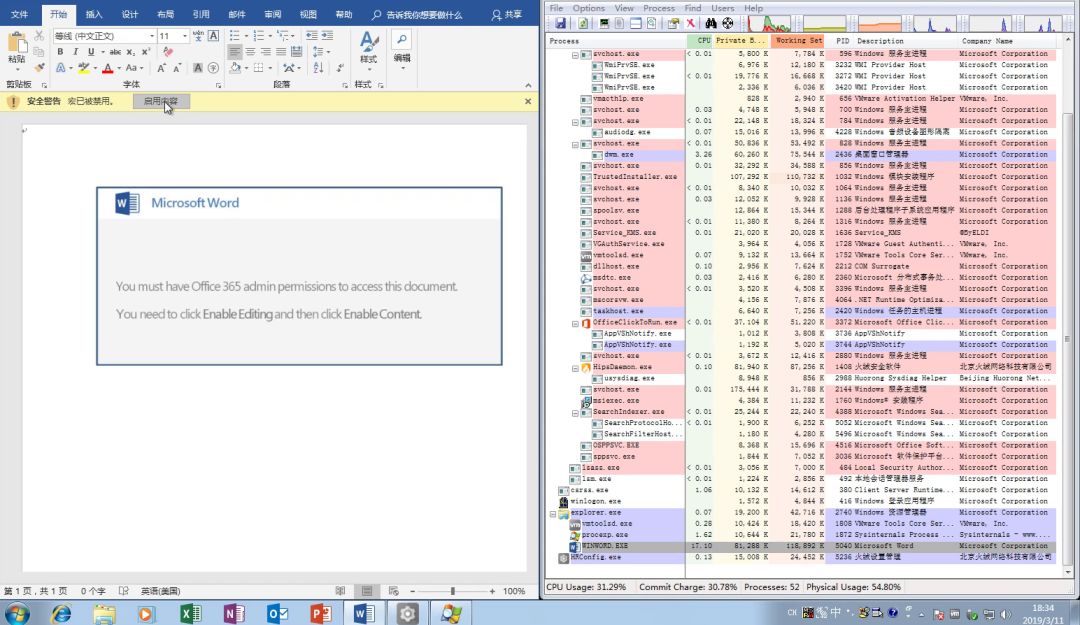 文件 开始 插入 设计 布局 引用 邮件 审阅 视图 帮助 告诉我你想要做什么 共享
等线 (中文正文) 11
粘贴 样式 编辑
剪贴板 字体 段落 样式
安全警告 宏已被禁用。 启用内容
Microsoft Word
You must have Office 365 admin permissions to access this document.
You need to click Enable Editing and then click Enable Content.
第 1 页，共 1 页 0 个字 英语(美国) 100%
File Options View Process Find Users Help
Process CPU Private B... Working Set PID Description Company Name
svchost.exe < 0.01 5,800 K 7,784 K 596 Windows 服务主进程 Microsoft Corporation
WmiPrvSE.exe 6,976 K 12,180 K 3232 WMI Provider Host Microsoft Corporation
WmiPrvSE.exe < 0.01 19,776 K 16,668 K 3372 WMI Provider Host Microsoft Corporation
WmiPrvSE.exe 2,336 K 6,036 K 3420 WMI Provider Host Microsoft Corporation
vmacthlp.exe 828 K 2,940 K 656 VMware Activation Helper VMware, Inc.
svchost.exe 0.03 4,748 K 5,948 K 700 Windows 服务主进程 Microsoft Corporation
svchost.exe < 0.01 22,148 K 18,324 K 784 Windows 服务主进程 Microsoft Corporation
audiodg.exe 0.07 15,016 K 13,996 K 4228 Windows 音频设备图形隔离 Microsoft Corporation
svchost.exe < 0.01 50,836 K 53,492 K 828 Windows 服务主进程 Microsoft Corporation
dwm.exe 3.26 60,260 K 75,544 K 2436 桌面窗口管理器 Microsoft Corporation
svchost.exe 0.01 32,292 K 34,588 K 856 Windows 服务主进程 Microsoft Corporation
TrustedInstaller.exe 107,292 K 110,732 K 1032 Windows 模块安装程序 Microsoft Corporation
svchost.exe < 0.01 8,340 K 10,032 K 1064 Windows 服务主进程 Microsoft Corporation
svchost.exe 0.03 12,052 K 9,928 K 1136 Windows 服务主进程 Microsoft Corporation
spoolsv.exe 12,864 K 15,344 K 1288 后台处理程序子系统应用程序 Microsoft Corporation
svchost.exe < 0.01 11,380 K 8,264 K 1316 Windows 服务主进程 Microsoft Corporation
Service_KMS.exe 0.01 21,020 K 20,028 K 1636 Service_KMS @ByELDI
VGAuthService.exe 3,964 K 4,056 K 1728 VMware Guest Authenti... VMware, Inc.
vmtoolsd.exe 0.07 9,132 K 13,664 K 1752 VMware Tools Core Ser... VMware, Inc.
dllhost.exe 0.10 2,956 K 7,624 K 2212 COM Surrogate Microsoft Corporation
msdtc.exe 0.03 2,416 K 6,280 K 2360 Microsoft 分布式事务处... Microsoft Corporation
svchost.exe < 0.01 3,520 K 4,508 K 3396 Windows 服务主进程 Microsoft Corporation
mscorsvw.exe 4,156 K 7,876 K 4064 .NET Runtime Optimiza... Microsoft Corporation
taskhost.exe 6,640 K 7,256 K 2420 Windows 任务的主机进程 Microsoft Corporation
OfficeClickToRun.exe < 0.01 37,104 K 51,220 K 3372 Microsoft Office Clic... Microsoft Corporation
AppVShNotify.exe 1,012 K 3,808 K 3736 AppVShNotify Microsoft Corporation
AppVShNotify.exe 1,192 K 5,020 K 3744 AppVShNotify Microsoft Corporation
svchost.exe < 0.01 3,672 K 12,416 K 2880 Windows 服务主进程 Microsoft Corporation
HipsDaemon.exe 0.10 81,940 K 87,256 K 1408 火绒安全软件 北京火绒网络科技有限公司
usysdiag.exe 8,948 K 856 K 2988 Huorong Sysdiag Helper Beijing Huorong Net...
svchost.exe < 0.01 175,444 K 31,788 K 2144 Windows 服务主进程 Microsoft Corporation
msiexec.exe 4,384 K 11,232 K 1760 Windows® 安装程序 Microsoft Corporation
SearchIndexer.exe < 0.01 25,244 K 22,240 K 4388 Microsoft Windows Sea... Microsoft Corporation
SearchProtocolHo... < 0.01 1,900 K 6,252 K 5052 Microsoft Windows Sea... Microsoft Corporation
SearchFilterHost... 1,180 K 4,280 K 5496 Microsoft Windows Sea... Microsoft Corporation
OSPPSVC.EXE 8,368 K 15,696 K 4516 Microsoft Office Soft... Microsoft Corporation
sppsvc.exe 1,844 K 7,052 K 3036 Microsoft 软件保护平台... Microsoft Corporation
lsass.exe < 0.01 3,056 K 7,000 K 484 Local Security Author... Microsoft Corporation
lsm.exe < 0.01 1,224 K 2,856 K 492 本地会话管理器服务 Microsoft Corporation
csrss.exe 1.06 10,132 K 14,612 K 380 Client Server Runtime... Microsoft Corporation
winlogon.exe 1,572 K 4,844 K 416 Windows 登录应用程序 Microsoft Corporation
explorer.exe 0.07 19,200 K 42,716 K 2740 Windows 资源管理器 Microsoft Corporation
vmtoolsd.exe 0.28 10,424 K 18,420 K 1808 VMware Tools Core Ser... VMware, Inc.
procexp.exe 1.62 10,644 K 21,780 K 1872 Sysinternals Process ... Sysinternals - www....
WINWORD.EXE 17.10 81,288 K 118,892 K 5040 Microsoft Word Microsoft Corporation
HRConfig.exe 0.13 15,008 K 24,452 K 5236 火绒设置管理 北京火绒网络科技有限公司
CPU Usage: 31.29% Commit Charge: 30.78% Processes: 52 Physical Usage: 54.80%
CH 中 18:34
2019/3/11